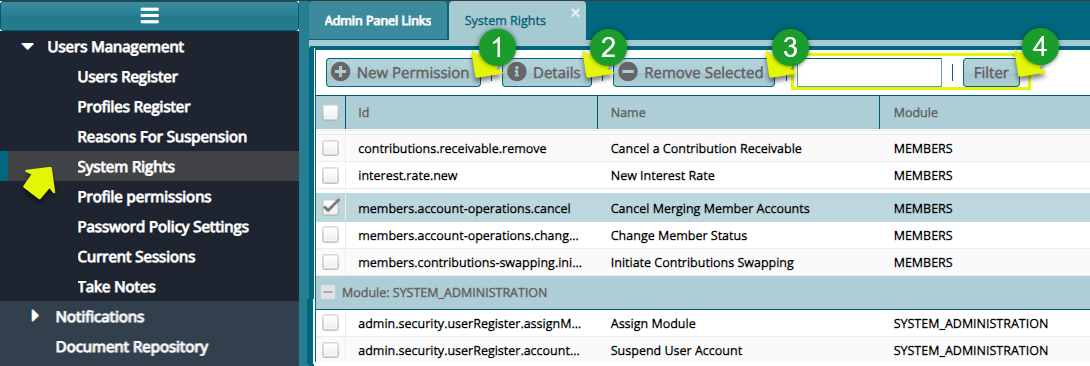 Admin Panel Links
System Rights
Users Management
Users Register
Profiles Register
Reasons For Suspension
System Rights
Profile permissions
Password Policy Settings
Current Sessions
Take Notes
Notifications
Document Repository
New Permission 1 Details 2 Remove Selected 3 Filter 4
Id Name Module
contributions.receivable.remove Cancel a Contribution Receivable MEMBERS
interest.rate.new New Interest Rate MEMBERS
members.account-operations.cancel Cancel Merging Member Accounts MEMBERS
members.account-operations.chang... Change Member Status MEMBERS
members.contributions-swapping.ini... Initiate Contributions Swapping MEMBERS
Module: SYSTEM_ADMINISTRATION
admin.security.userRegister.assignM... Assign Module SYSTEM_ADMINISTRATION
admin.security.userRegister.account... Suspend User Account SYSTEM_ADMINISTRATION